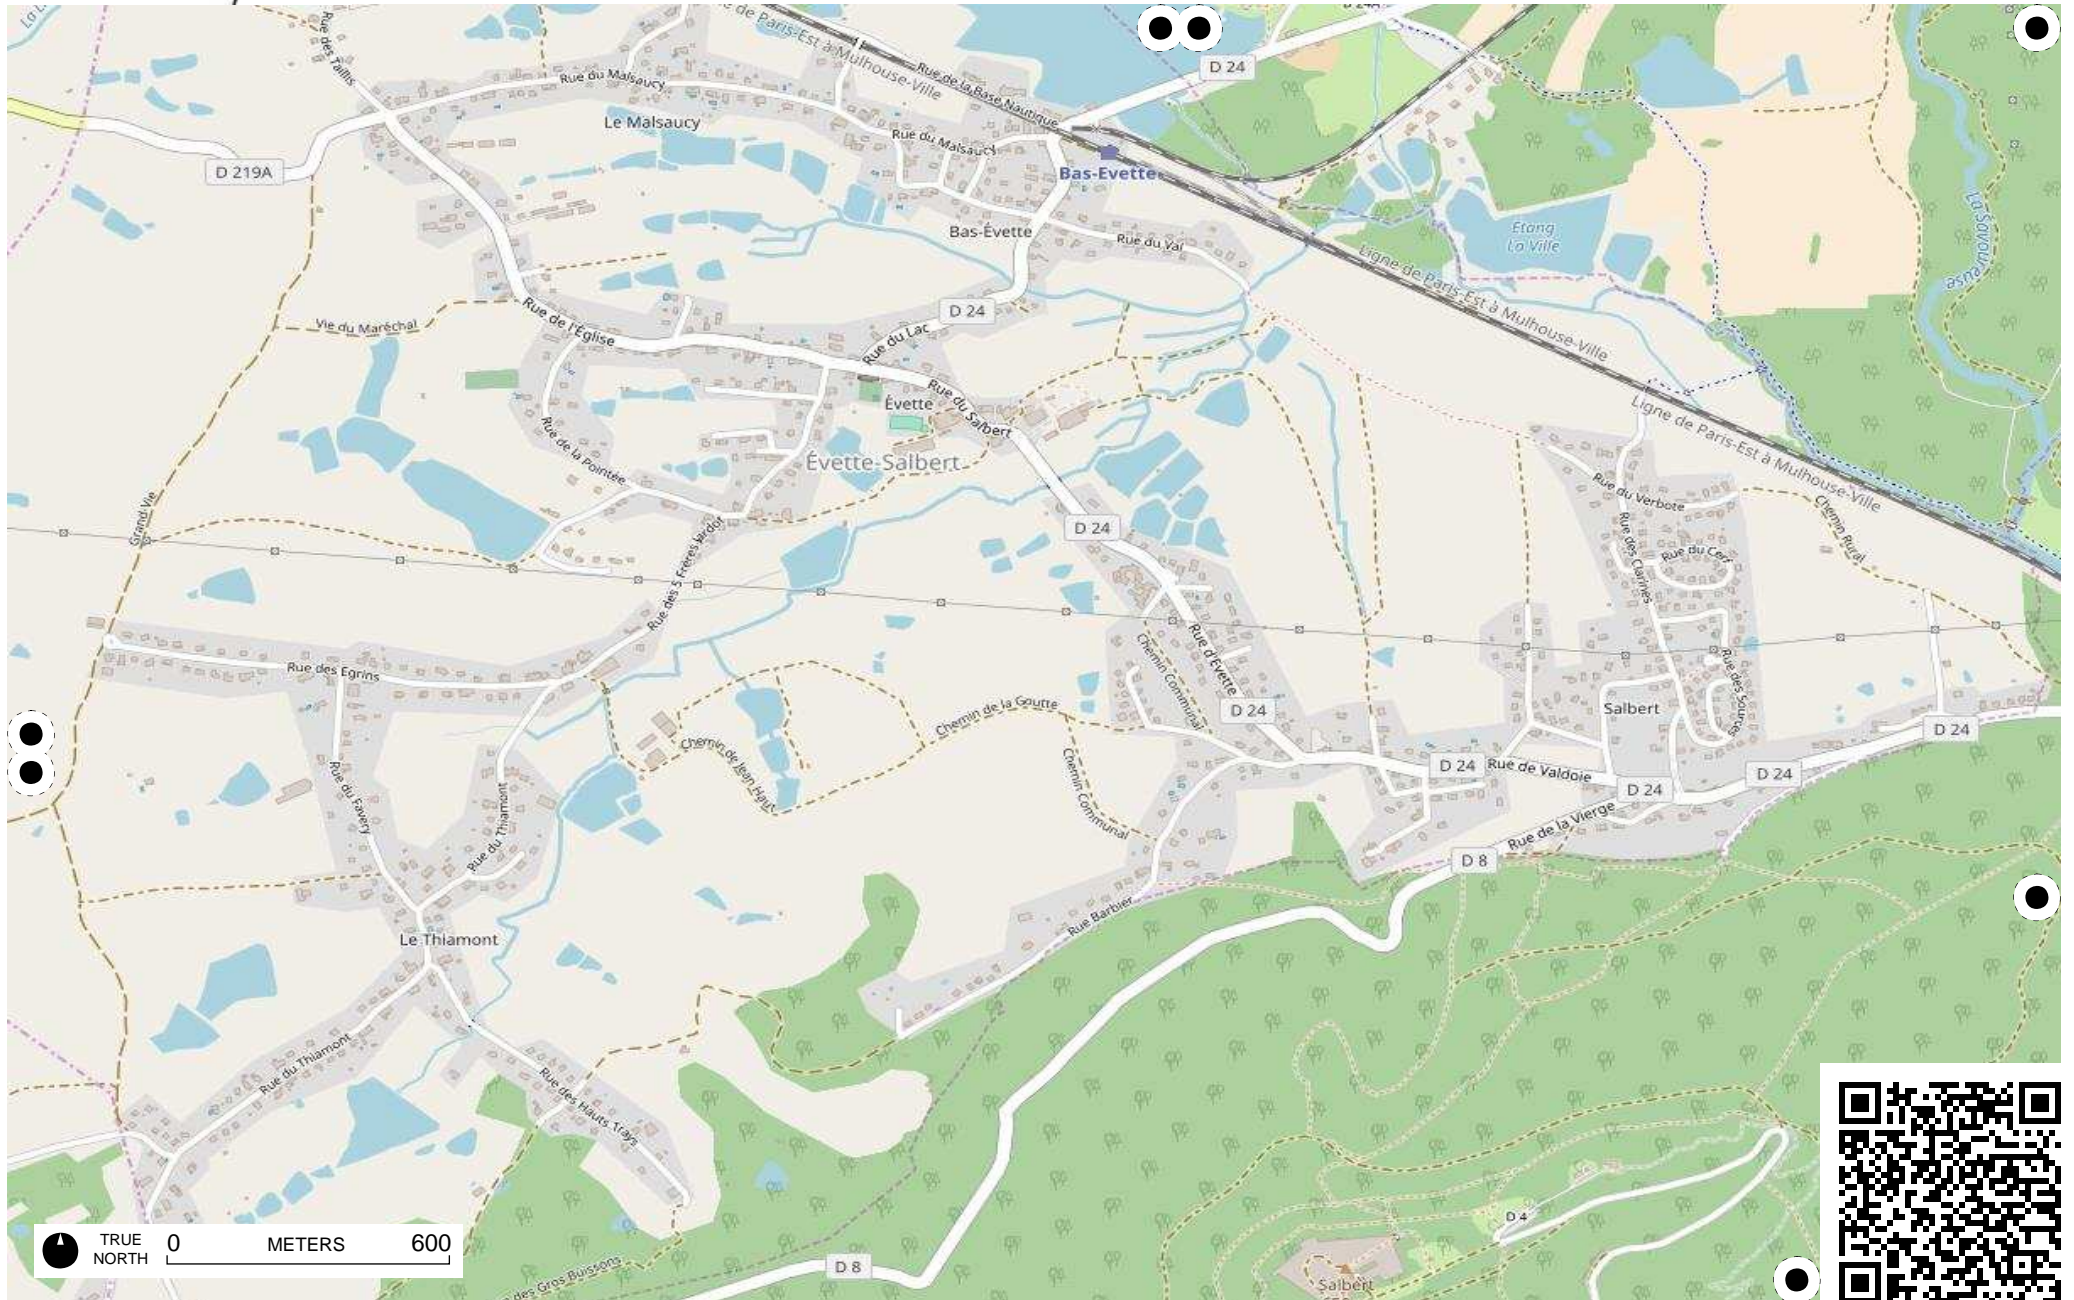 Rue des Taillis
Ligne de Paris-Est à Mulhouse-Ville
D 24
Rue du Malsaucy
Rue de la Base Nautique
Le Malsaucy
Rue du Malsaucy
D 219A
Bas-Evette
La Savoureuse
Etang
La Ville
Bas-Évette
Rue du Val
Ligne de Paris-Est à Mulhouse-Ville
D 24
Vie du Maréchal
Rue de l'Église
Rue du Lac
Évette
Rue du Salbert
Rue de la Pointée
Évette-Salbert
Ligne de Paris-Est à Mulhouse-Ville
Grand Vie
D 24
Rue du Verbote
Chemin Rural
Rue des 5 Frères Jardot
Rue des Clarines
Rue du Cerf
Rue des Egrins
Chemin Communal
Rue d'Evette
Rue des Sources
D 24
Salbert
Chemin de la Goutte
Chemin de Jean Haut
D 24
Rue du Favery
Rue du Thiamont
Chemin Communal
D 24
Rue de Valdoie
D 24
D 24
Rue de la Vierge
D 8
Rue Barbier
Le Thiamont
Rue du Thiamont
Rue des Hauts Trays
D 4
D 8
des Gros Buissons
Salbert
TRUE
NORTH
0 METERS 600